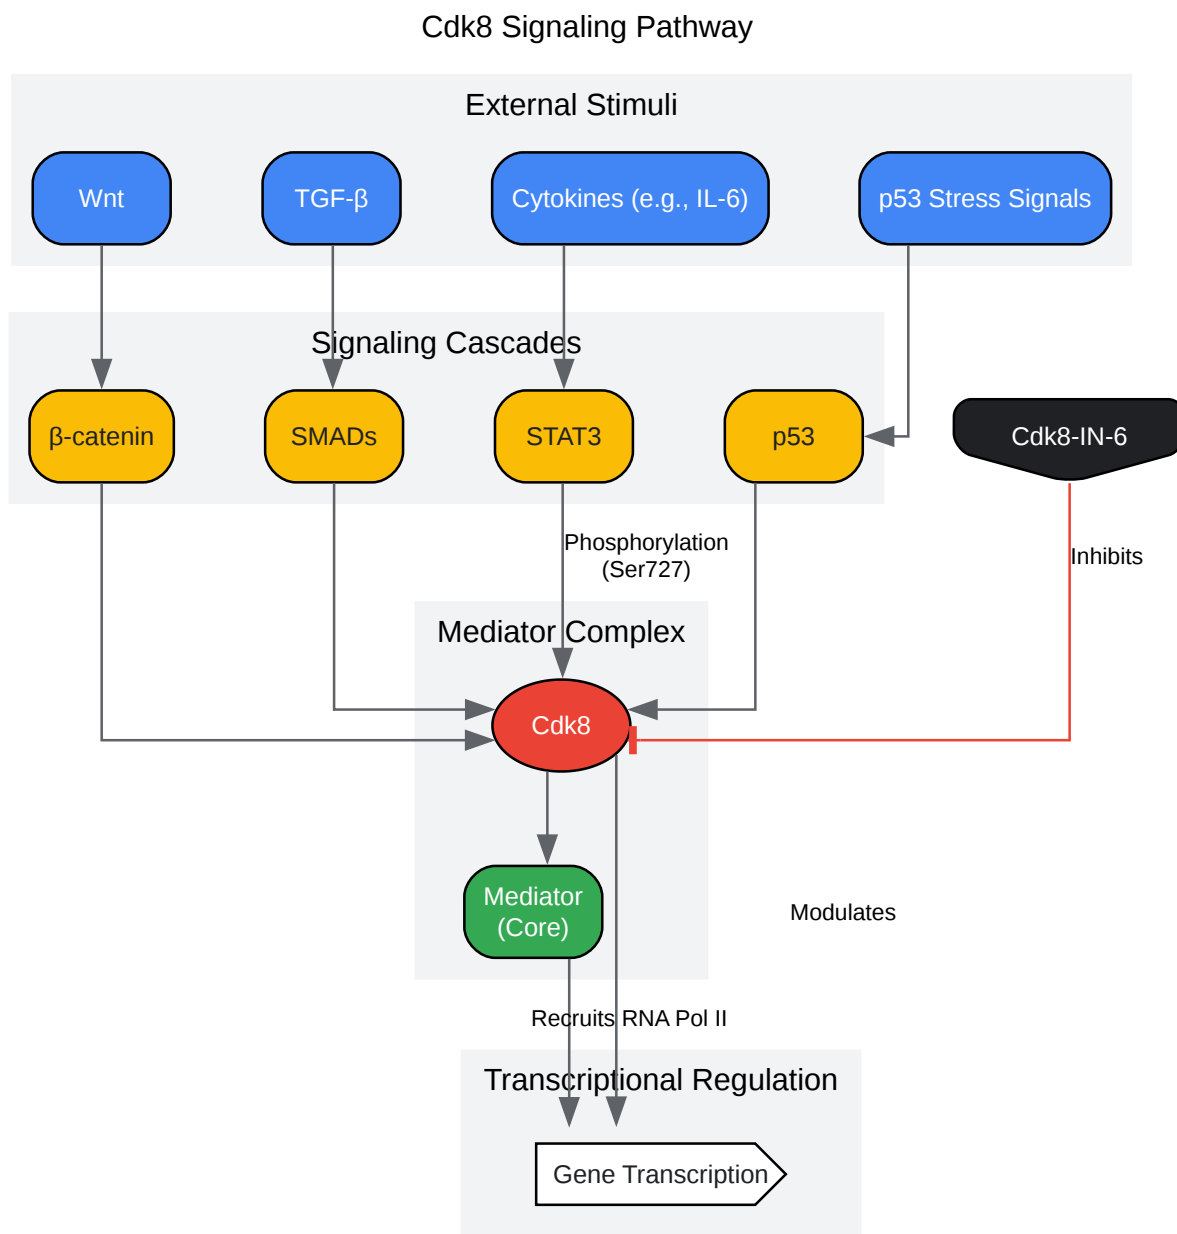 Cdk8 Signaling Pathway
External Stimuli
Wnt
TGF-β
Cytokines (e.g., IL-6)
p53 Stress Signals
Signaling Cascades
β-catenin
SMADs
STAT3
p53
Cdk8-IN-6
Phosphorylation
(Ser727)
Inhibits
Mediator Complex
Cdk8
Mediator
(Core)
Modulates
Recruits RNA Pol II
Transcriptional Regulation
Gene Transcription